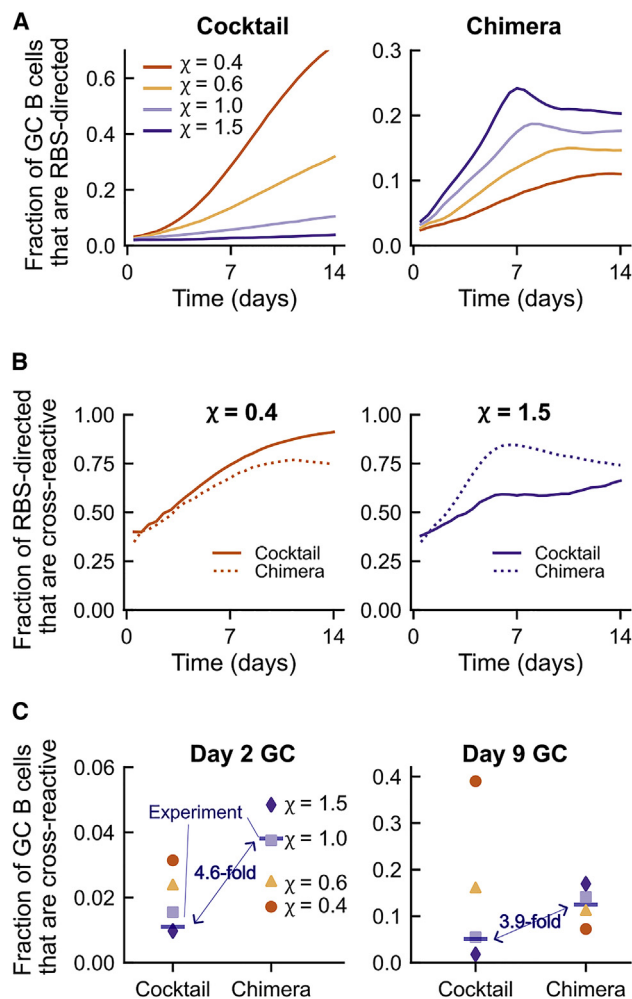 A
Cocktail
Chimera
Fraction of GC B cells
that are RBS-directed
0.6
0.4
0.2
0.0
χ = 0.4
χ = 0.6
χ = 1.0
χ = 1.5
0
7
14
Time (days)
0.3
0.2
0.1
0.0
0
7
14
Time (days)
B
Fraction of RBS-directed
that are cross-reactive
χ = 0.4
1.00
0.75
0.50
0.25
0.00
Cocktail
Chimera
0
7
14
Time (days)
χ = 1.5
1.00
0.75
0.50
0.25
0.00
Cocktail
Chimera
0
7
14
Time (days)
C
Fraction of GC B cells
that are cross-reactive
Day 2 GC
0.06
0.04
0.02
0.00
Experiment
4.6-fold
χ = 1.5
χ = 1.0
χ = 0.6
χ = 0.4
Cocktail
Chimera
Day 9 GC
0.4
0.3
0.2
0.1
0.0
3.9-fold
Cocktail
Chimera